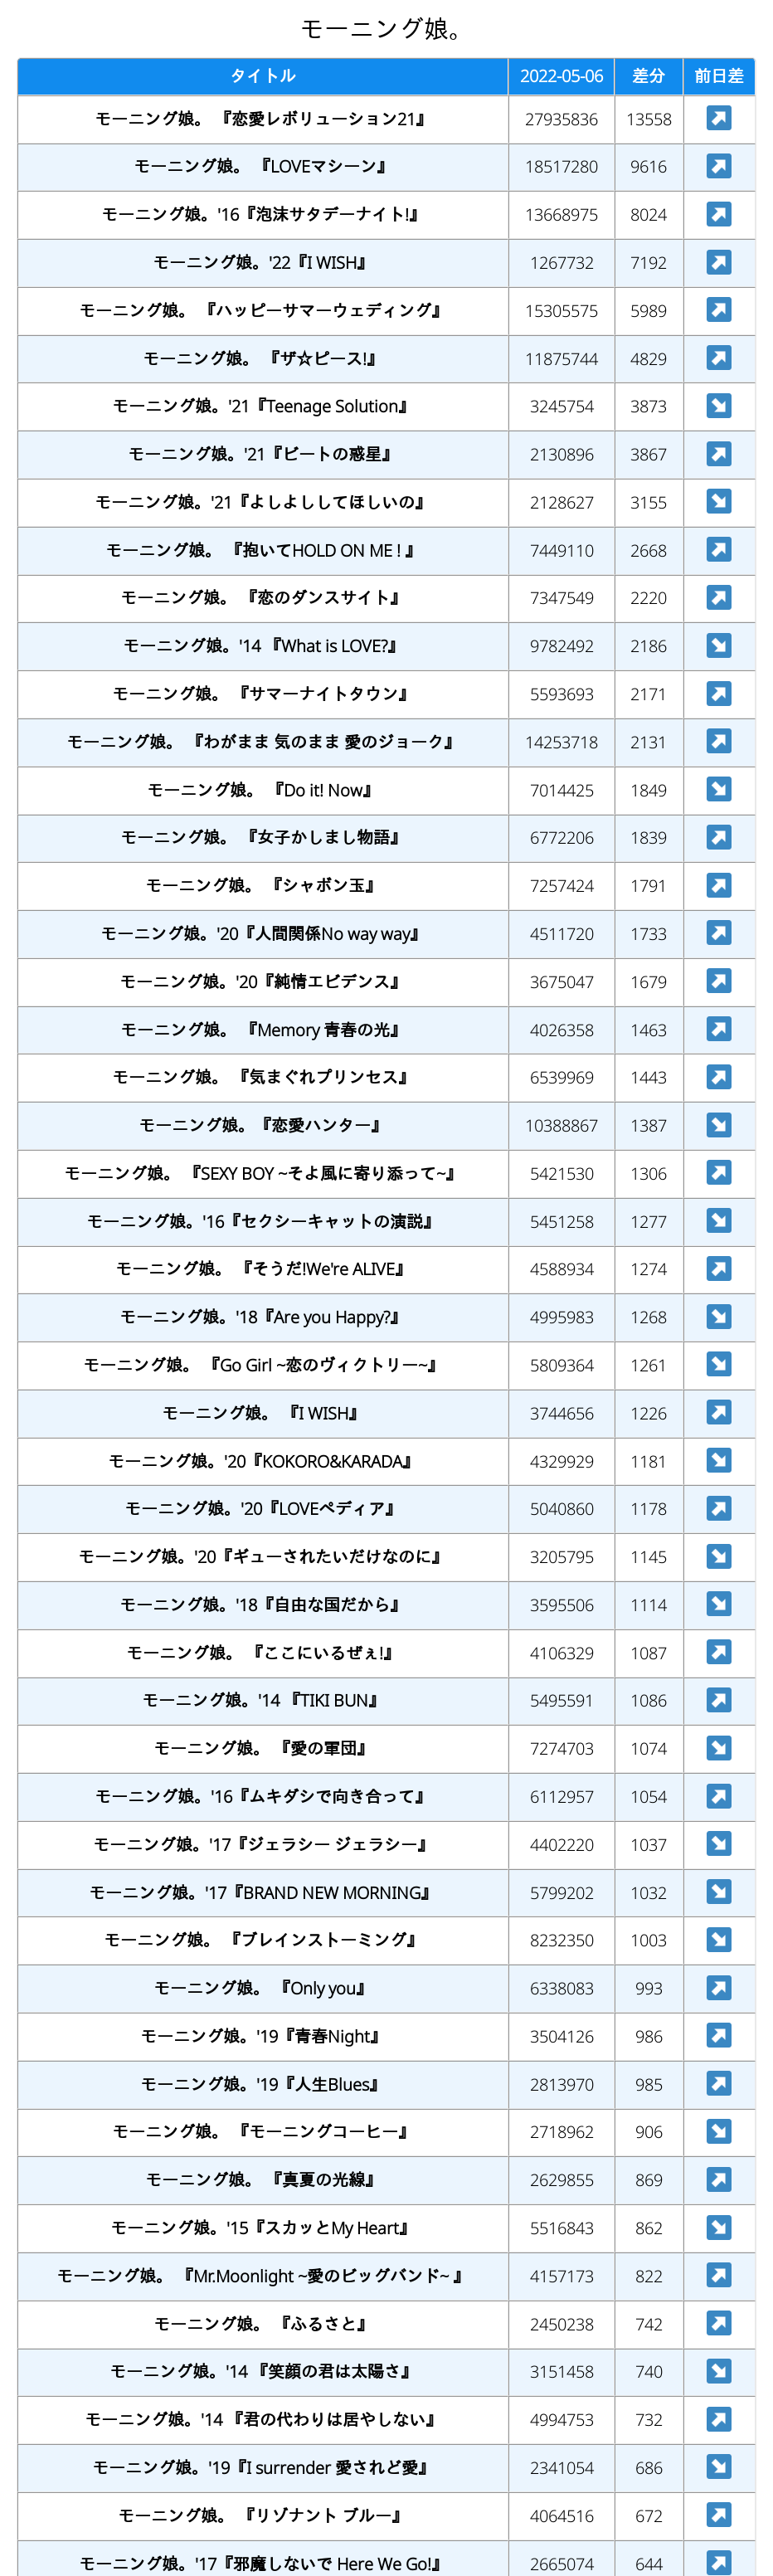 モーニング娘。
タイトル 2022-05-06 差分 前日差
モーニング娘。 『恋愛レボリューション21』 27935836 13558 ↗
モーニング娘。 『LOVEマシーン』 18517280 9616 ↗
モーニング娘。'16『泡沫サタデーナイト!』 13668975 8024 ↗
モーニング娘。'22『I WISH』 1267732 7192 ↗
モーニング娘。 『ハッピーサマーウェディング』 15305575 5989 ↗
モーニング娘。 『ザ☆ピース!』 11875744 4829 ↗
モーニング娘。'21『Teenage Solution』 3245754 3873 ↘
モーニング娘。'21『ビートの惑星』 2130896 3867 ↗
モーニング娘。'21『よしよししてほしいの』 2128627 3155 ↘
モーニング娘。 『抱いてHOLD ON ME ! 』 7449110 2668 ↗
モーニング娘。 『恋のダンスサイト』 7347549 2220 ↗
モーニング娘。'14 『What is LOVE?』 9782492 2186 ↘
モーニング娘。 『サマーナイトタウン』 5593693 2171 ↗
モーニング娘。 『わがまま 気のまま 愛のジョーク』 14253718 2131 ↗
モーニング娘。 『Do it! Now』 7014425 1849 ↘
モーニング娘。 『女子かしまし物語』 6772206 1839 ↗
モーニング娘。 『シャボン玉』 7257424 1791 ↗
モーニング娘。'20『人間関係No way way』 4511720 1733 ↗
モーニング娘。'20『純情エビデンス』 3675047 1679 ↗
モーニング娘。 『Memory 青春の光』 4026358 1463 ↗
モーニング娘。 『気まぐれプリンセス』 6539969 1443 ↗
モーニング娘。『恋愛ハンター』 10388867 1387 ↘
モーニング娘。 『SEXY BOY ~そよ風に寄り添って~』 5421530 1306 ↗
モーニング娘。'16『セクシーキャットの演説』 5451258 1277 ↘
モーニング娘。 『そうだ!We're ALIVE』 4588934 1274 ↗
モーニング娘。'18『Are you Happy?』 4995983 1268 ↘
モーニング娘。 『Go Girl ~恋のヴィクトリー~』 5809364 1261 ↘
モーニング娘。 『I WISH』 3744656 1226 ↗
モーニング娘。'20『KOKORO&KARADA』 4329929 1181 ↘
モーニング娘。'20『LOVEペディア』 5040860 1178 ↗
モーニング娘。'20『ギューされたいだけなのに』 3205795 1145 ↘
モーニング娘。'18『自由な国だから』 3595506 1114 ↘
モーニング娘。 『ここにいるぜぇ!』 4106329 1087 ↗
モーニング娘。'14 『TIKI BUN』 5495591 1086 ↗
モーニング娘。 『愛の軍団』 7274703 1074 ↘
モーニング娘。'16『ムキダシで向き合って』 6112957 1054 ↗
モーニング娘。'17『ジェラシー ジェラシー』 4402220 1037 ↘
モーニング娘。'17『BRAND NEW MORNING』 5799202 1032 ↘
モーニング娘。 『ブレインストーミング』 8232350 1003 ↘
モーニング娘。 『Only you』 6338083 993 ↗
モーニング娘。'19『青春Night』 3504126 986 ↗
モーニング娘。'19『人生Blues』 2813970 985 ↗
モーニング娘。 『モーニングコーヒー』 2718962 906 ↘
モーニング娘。 『真夏の光線』 2629855 869 ↗
モーニング娘。'15『スカッとMy Heart』 5516843 862 ↘
モーニング娘。 『Mr.Moonlight ~愛のビッグバンド~ 』 4157173 822 ↗
モーニング娘。 『ふるさと』 2450238 742 ↗
モーニング娘。'14 『笑顔の君は太陽さ』 3151458 740 ↘
モーニング娘。'14 『君の代わりは居やしない』 4994753 732 ↗
モーニング娘。'19『I surrender 愛されど愛』 2341054 686 ↘
モーニング娘。 『リゾナント ブルー』 4064516 672 ↗
モーニング娘。'17『邪魔しないで Here We Go!』 2665074 644 ↘